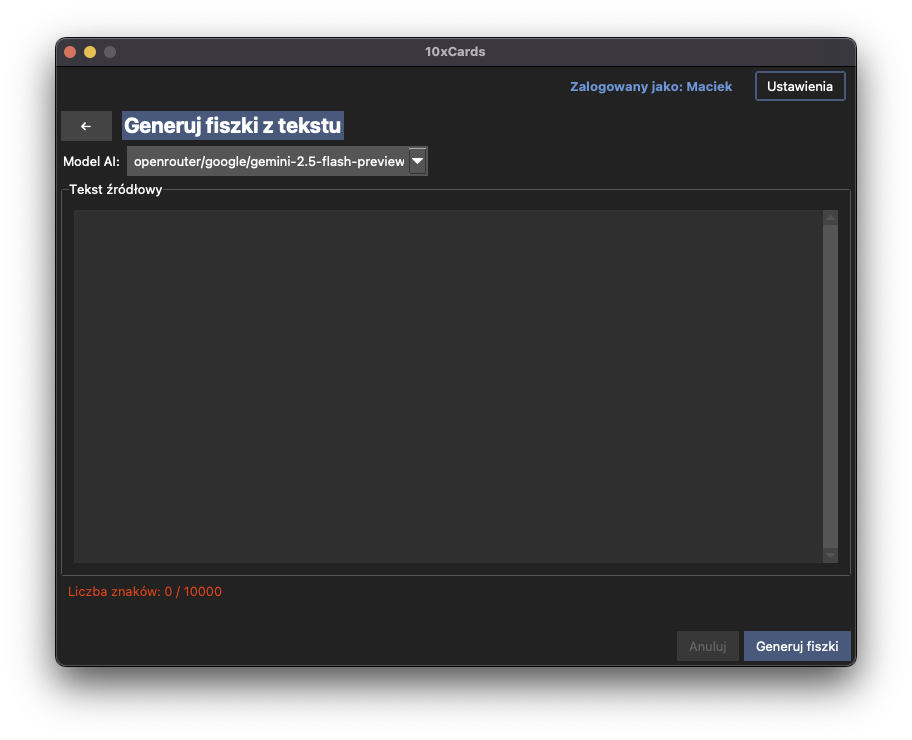 10xCards
Zalogowany jako: Maciek
Ustawienia
←
Generuj fiszki z tekstu
Model AI:
openrouter/google/gemini-2.5-flash-preview
Tekst źródłowy
Liczba znaków: 0 / 10000
Anuluj
Generuj fiszki